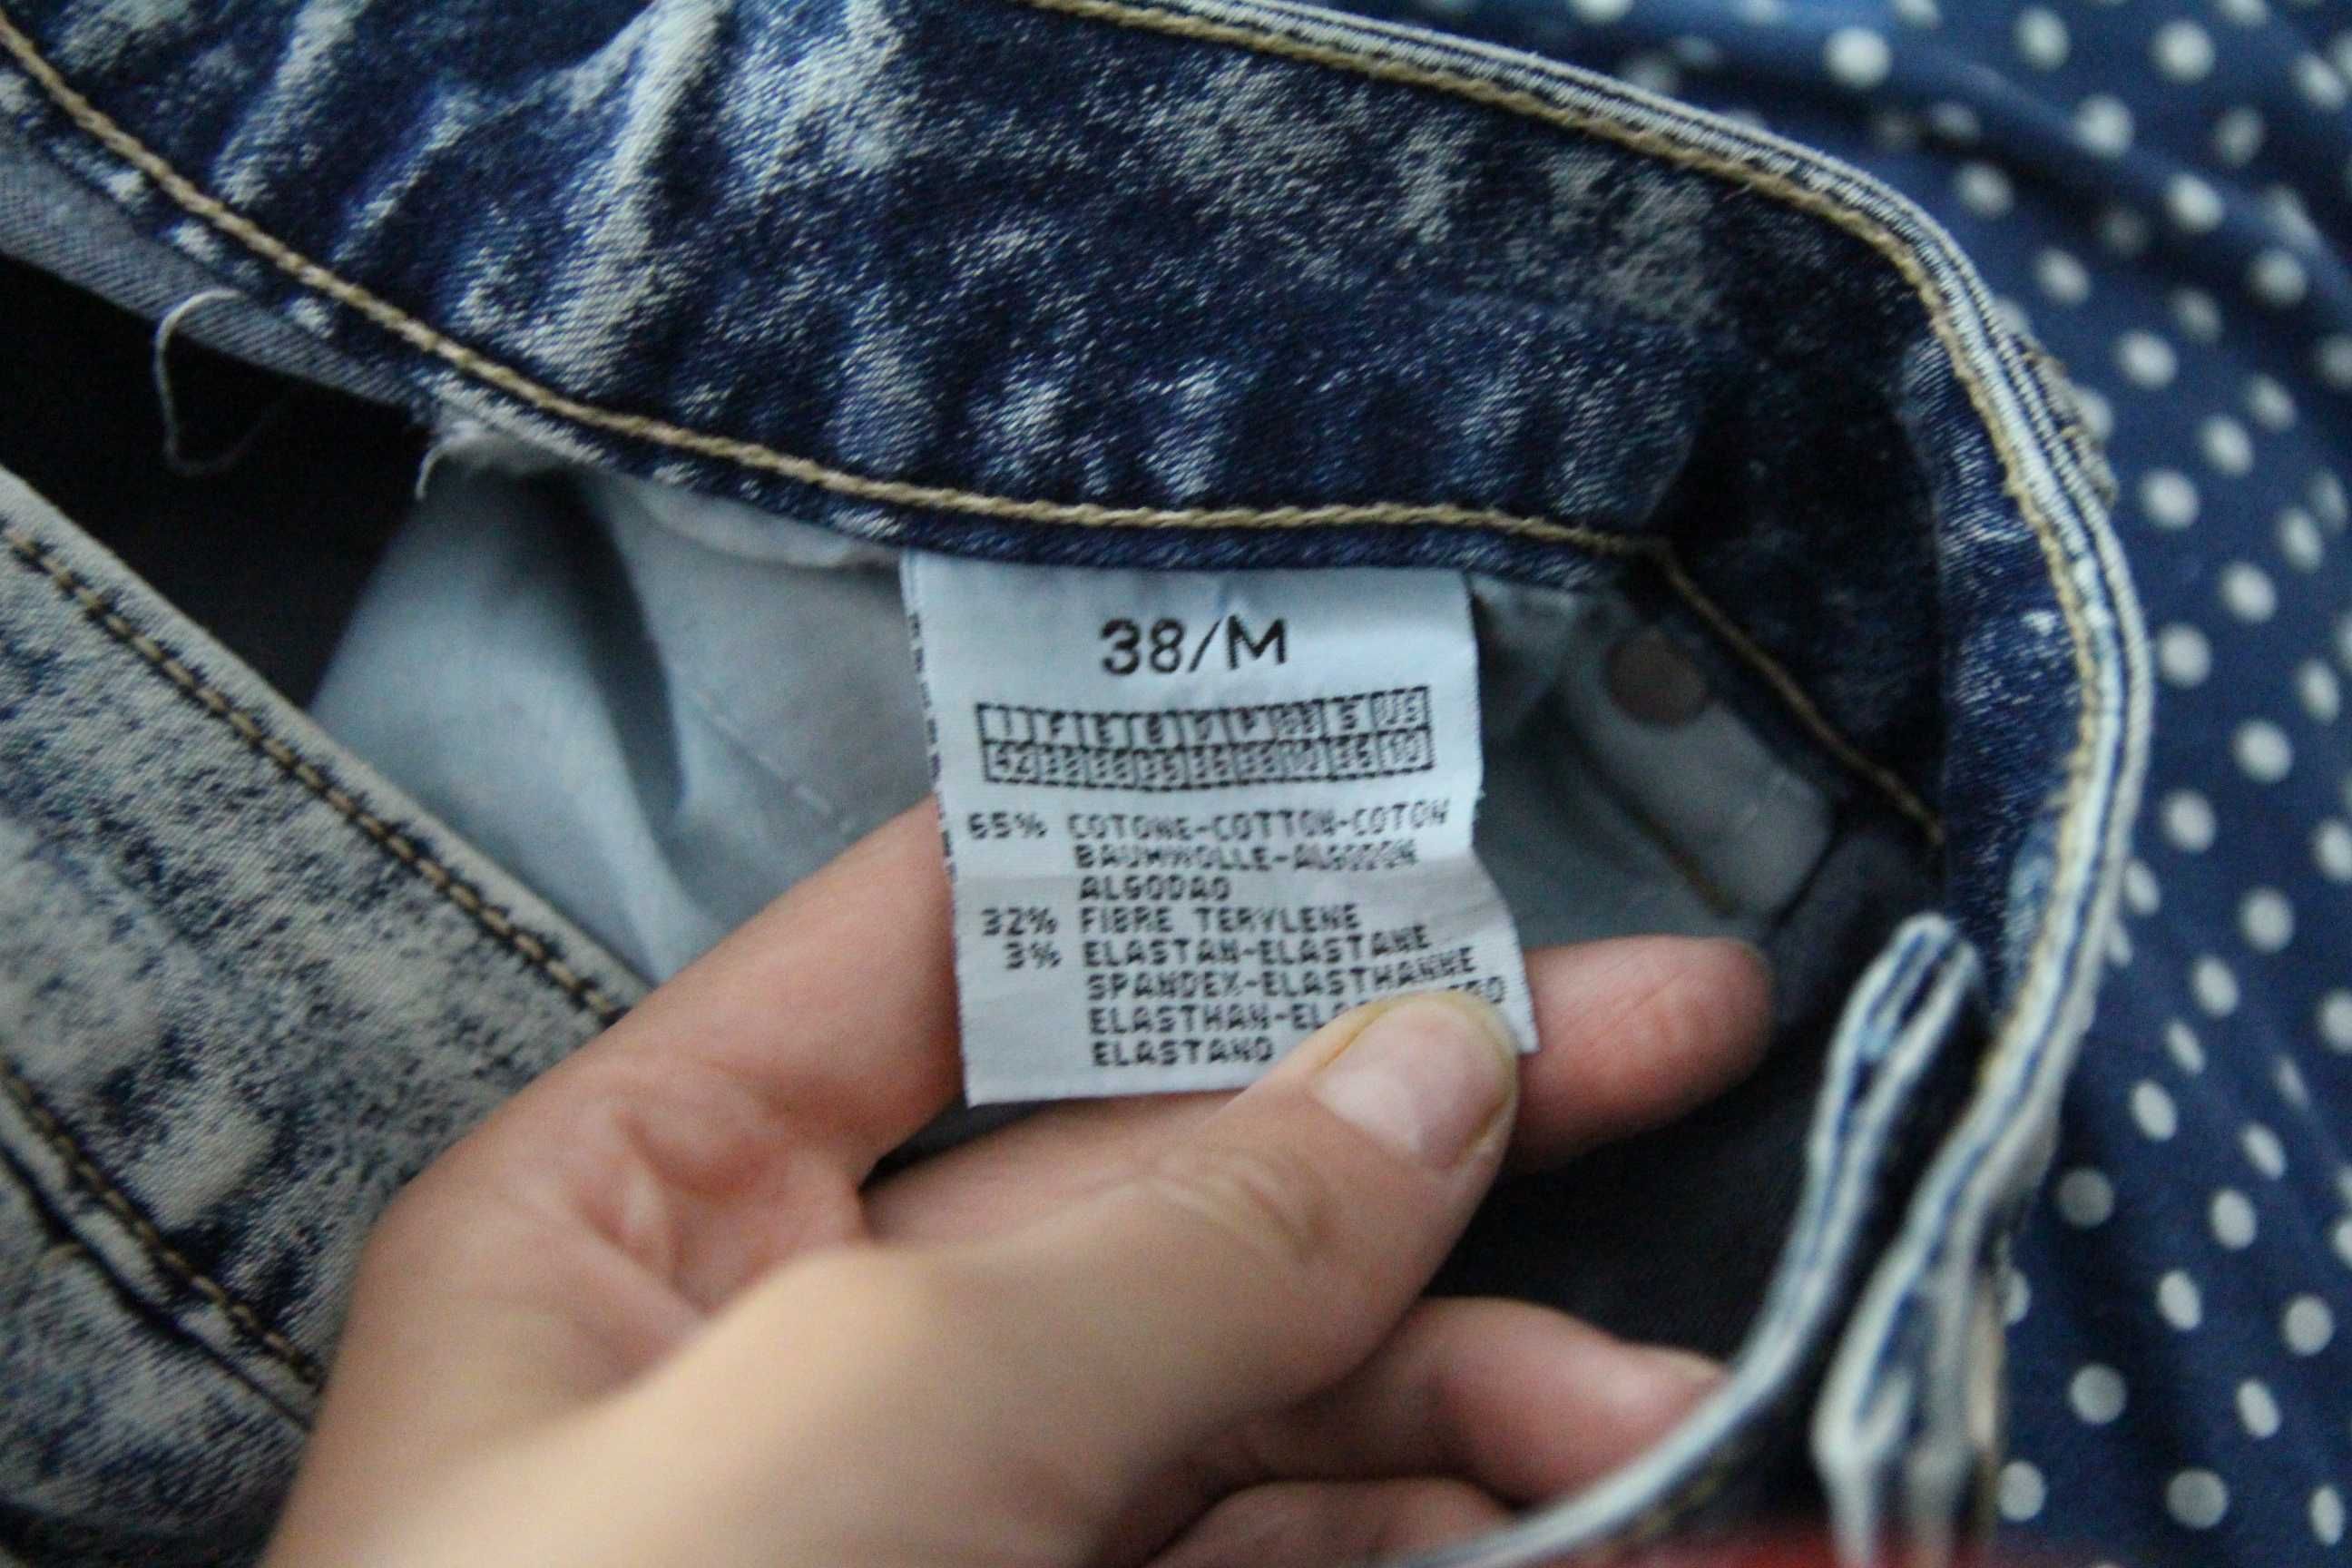 38/M
65% COTONE-COTTON-COTON
BAUMWOLLE-ALGODON
ALGODAO
32% FIBRE TERYLENE
3% ELASTAN-ELASTANE
SPANDEX-ELASTHANNE
ELASTHAN-
ELASTANO